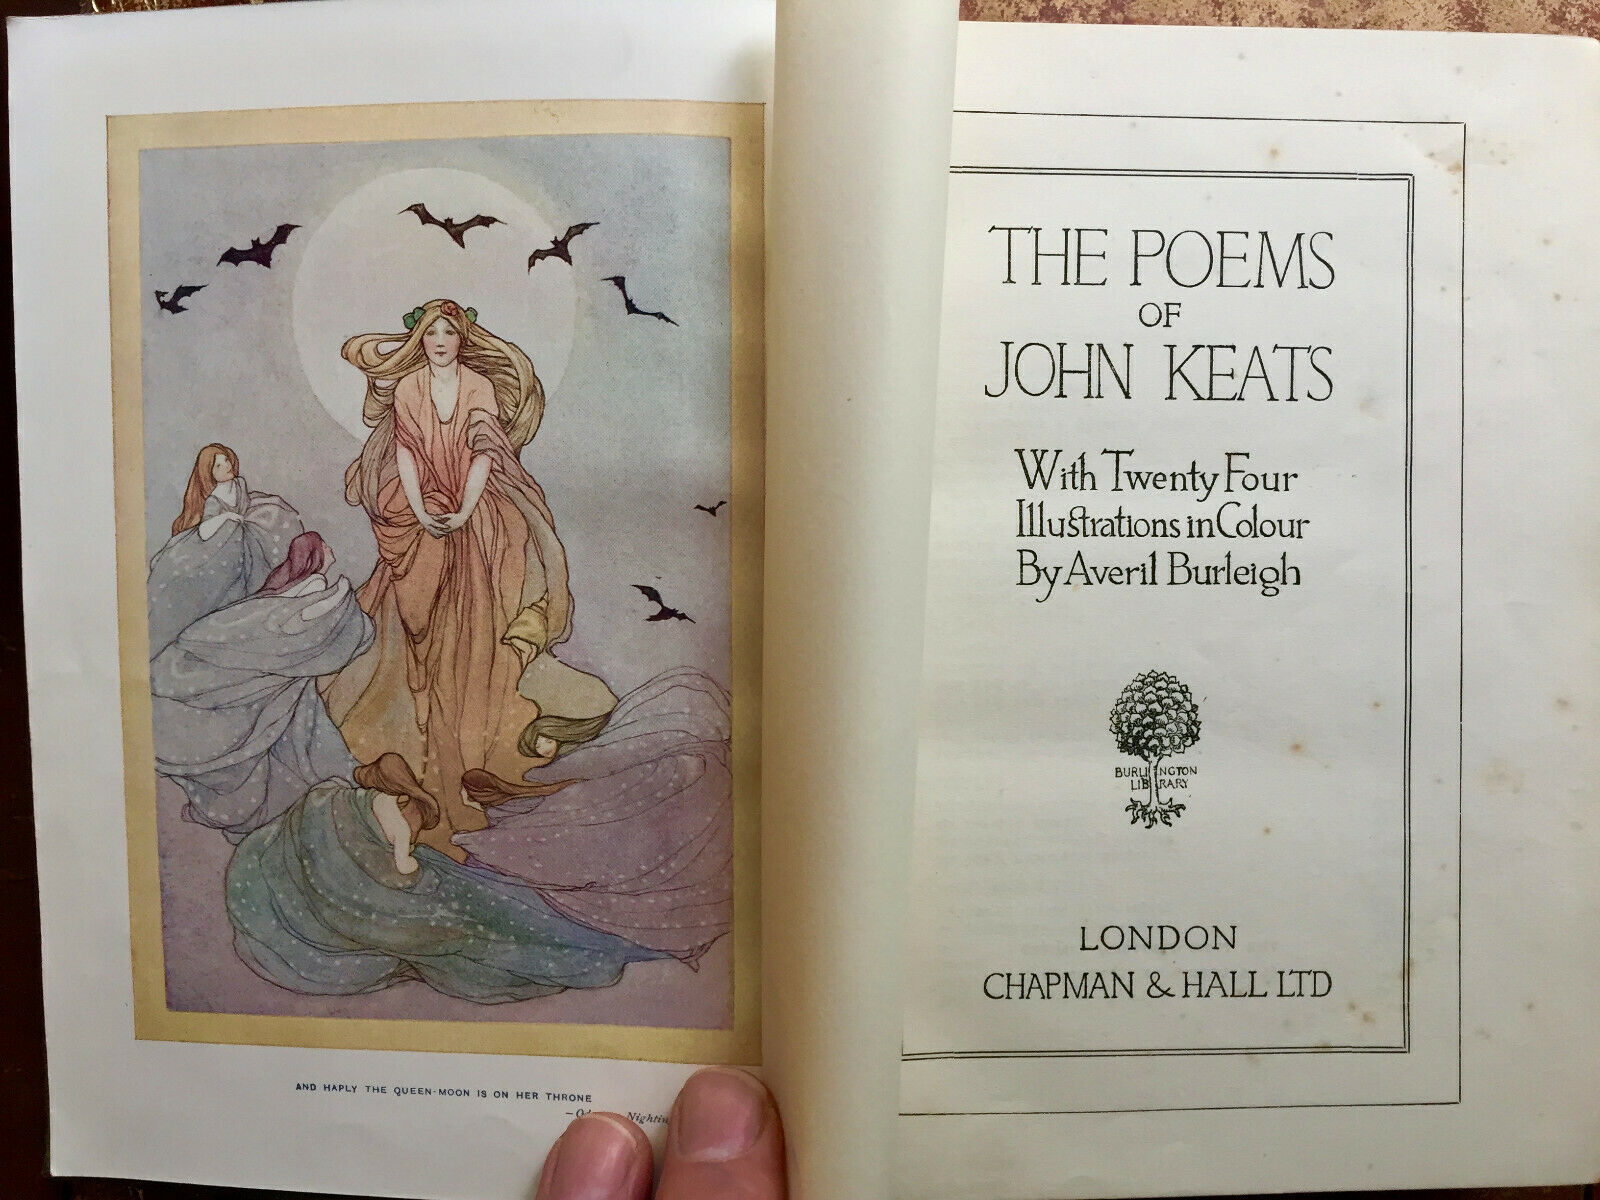 AND HAPLY THE QUEEN-MOON IS ON HER THRONE
THE POEMS
OF
JOHN KEATS
With Twenty Four
Illustrations in Colour
By Averil Burleigh
BURLINGTON
LIBRARY
LONDON
CHAPMAN & HALL LTD